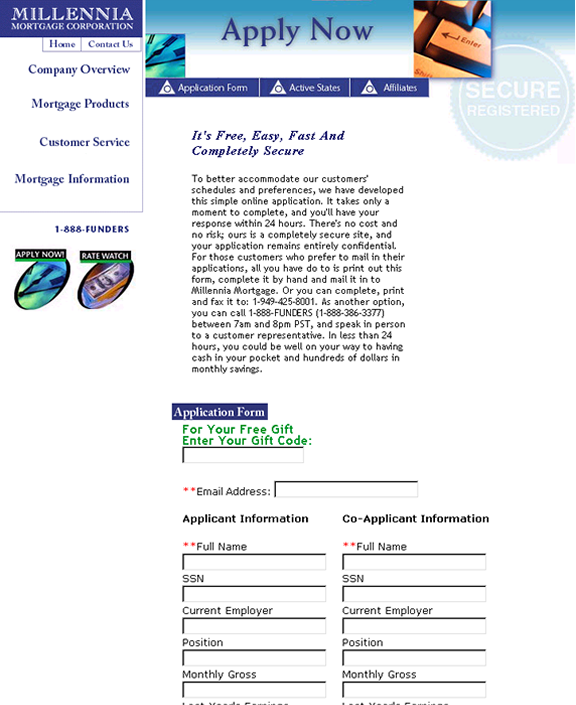 MILLENNIA
MORTGAGE CORPORATION
Home
Contact Us
Company Overview
Mortgage Products
Customer Service
Mortgage Information
1-888-FUNDERS
APPLY NOW!
RATE WATCH
Apply Now
Enter
Shift
Application Form
Active States
Affiliates
SECURE
REGISTERED
It's Free, Easy, Fast And
Completely Secure
To better accommodate our customers'
schedules and preferences, we have developed
this simple online application. It takes only a
moment to complete, and you'll have your
response within 24 hours. There's no cost and
no risk; ours is a completely secure site, and
your application remains entirely confidential.
For those customers who prefer to mail in their
applications, all you have do to is print out this
form, complete it by hand and mail it in to
Millennia Mortgage. Or you can complete, print
and fax it to: 1-949-425-8001. As another option,
you can call 1-888-FUNDERS (1-888-386-3377)
between 7am and 8pm PST, and speak in person
to a customer representative. In less than 24
hours, you could be well on your way to having
cash in your pocket and hundreds of dollars in
monthly savings.
Application Form
For Your Free Gift
Enter Your Gift Code:
**Email Address:
Applicant Information
Co-Applicant Information
**Full Name
**Full Name
SSN
SSN
Current Employer
Current Employer
Position
Position
Monthly Gross
Monthly Gross